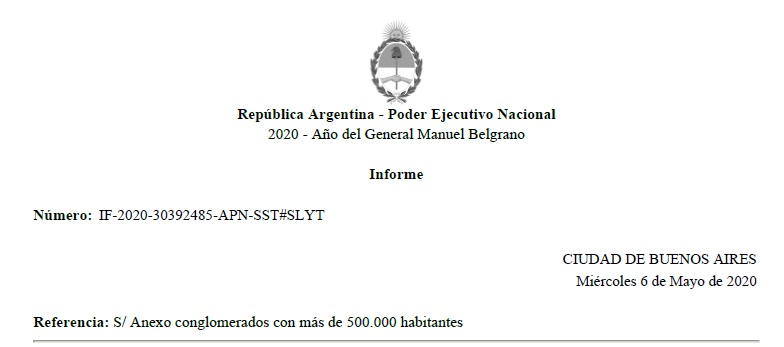 República Argentina - Poder Ejecutivo Nacional
2020 - Año del General Manuel Belgrano
Informe
Número: IF-2020-30392485-APN-SST#SLYT
CIUDAD DE BUENOS AIRES
Miércoles 6 de Mayo de 2020
Referencia: S/ Anexo conglomerados con más de 500.000 habitantes